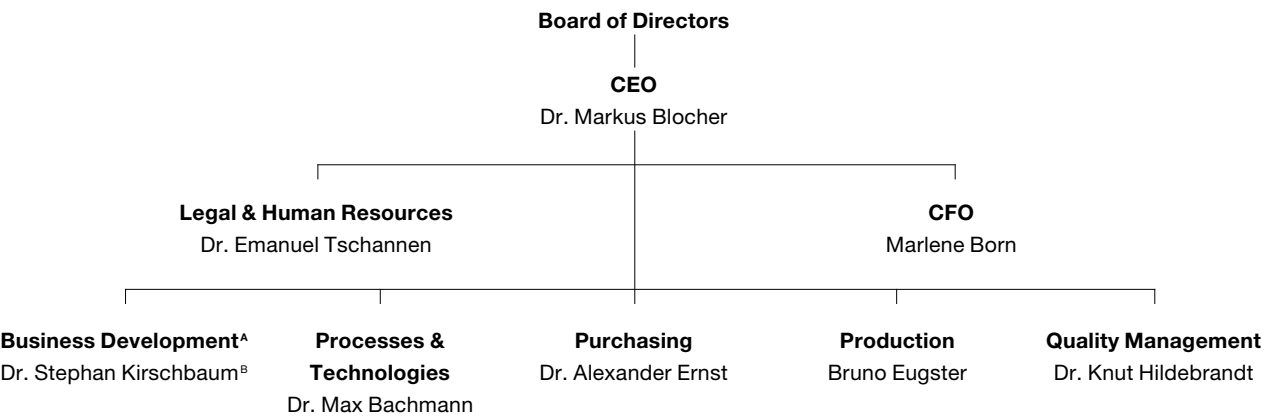 Board of Directors
CEO
Dr. Markus Blocher
Legal & Human Resources
Dr. Emanuel Tschannen
CFO
Marlene Born
Business Developmentᴬ
Dr. Stephan Kirschbaumᴮ
Processes &
Technologies
Dr. Max Bachmann
Purchasing
Dr. Alexander Ernst
Production
Bruno Eugster
Quality Management
Dr. Knut Hildebrandt